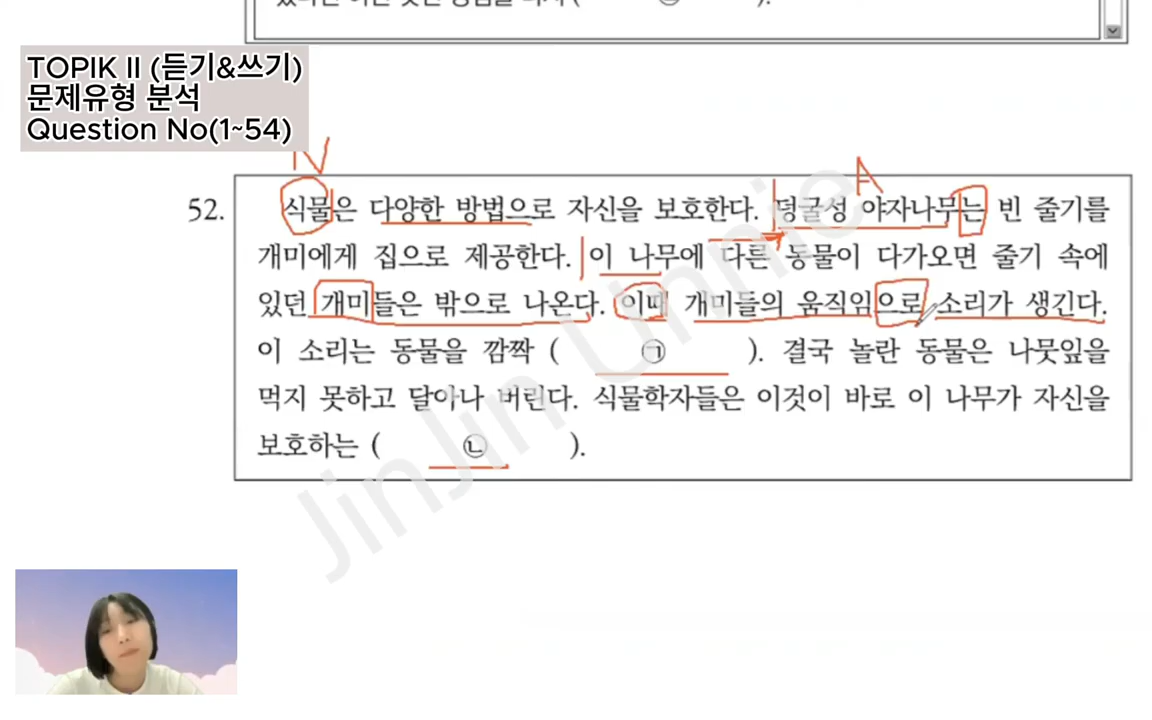 TOPIK II (듣기&쓰기)
문제유형 분석
Question No(1~54)
N
A
52.
식물은 다양한 방법으로 자신을 보호한다. 덩굴성 야자나무는 빈 줄기를
개미에게 집으로 제공한다. 이 나무에 다른 동물이 다가오면 줄기 속에
있던 개미들은 밖으로 나온다. 이때 개미들의 움직임으로 소리가 생긴다.
이 소리는 동물을 깜짝 ( ㉠ ). 결국 놀란 동물은 나뭇잎을
먹지 못하고 달아나 버린다. 식물학자들은 이것이 바로 이 나무가 자신을
보호하는 ( ㉡ ).
JinJin Unnie